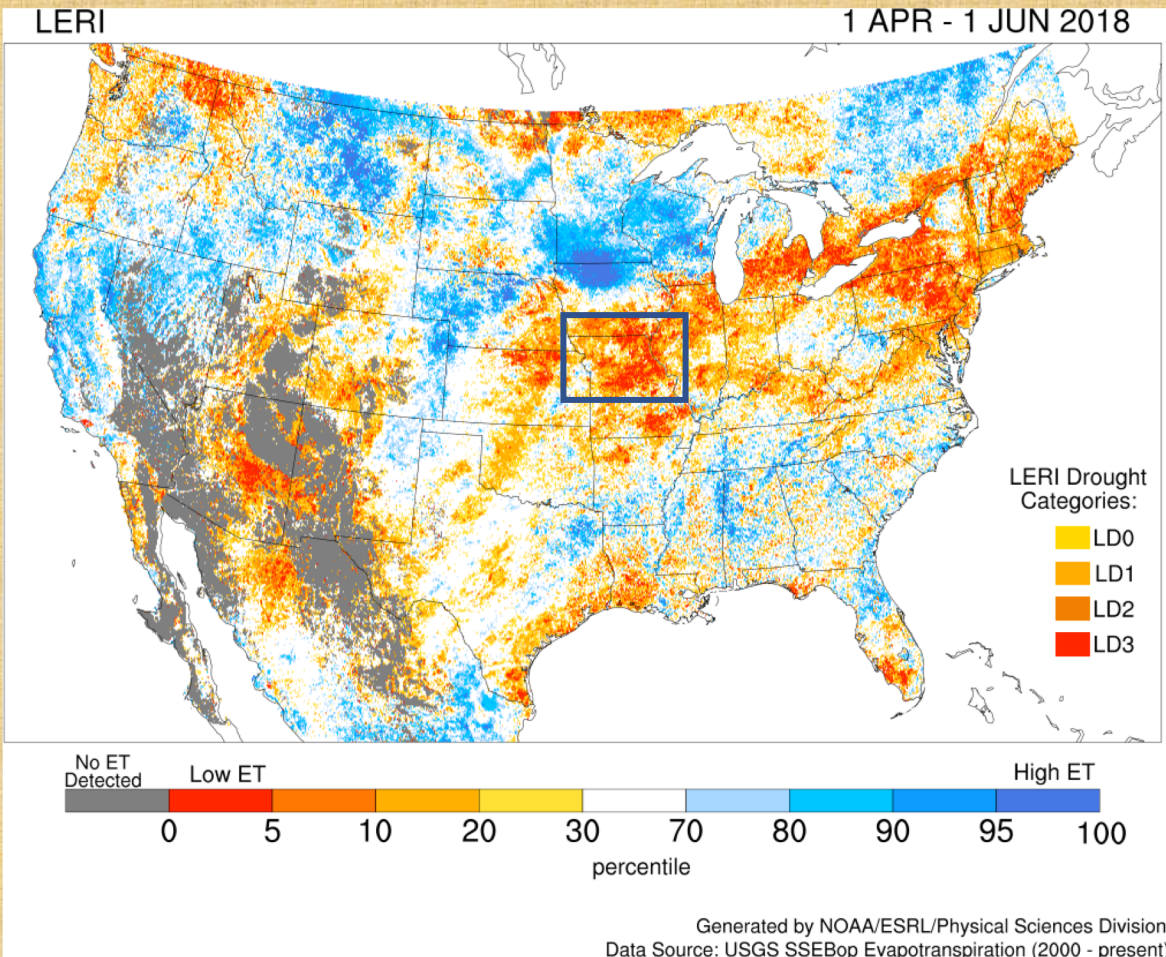 LERI
1 APR - 1 JUN 2018
LERI Drought
Categories:
LD0
LD1
LD2
LD3
No ET
Detected
Low ET
High ET
0 5 10 20 30 70 80 90 95 100
percentile
Generated by NOAA/ESRL/Physical Sciences Division
Data Source: USGS SSEBop Evapotranspiration (2000 - present)